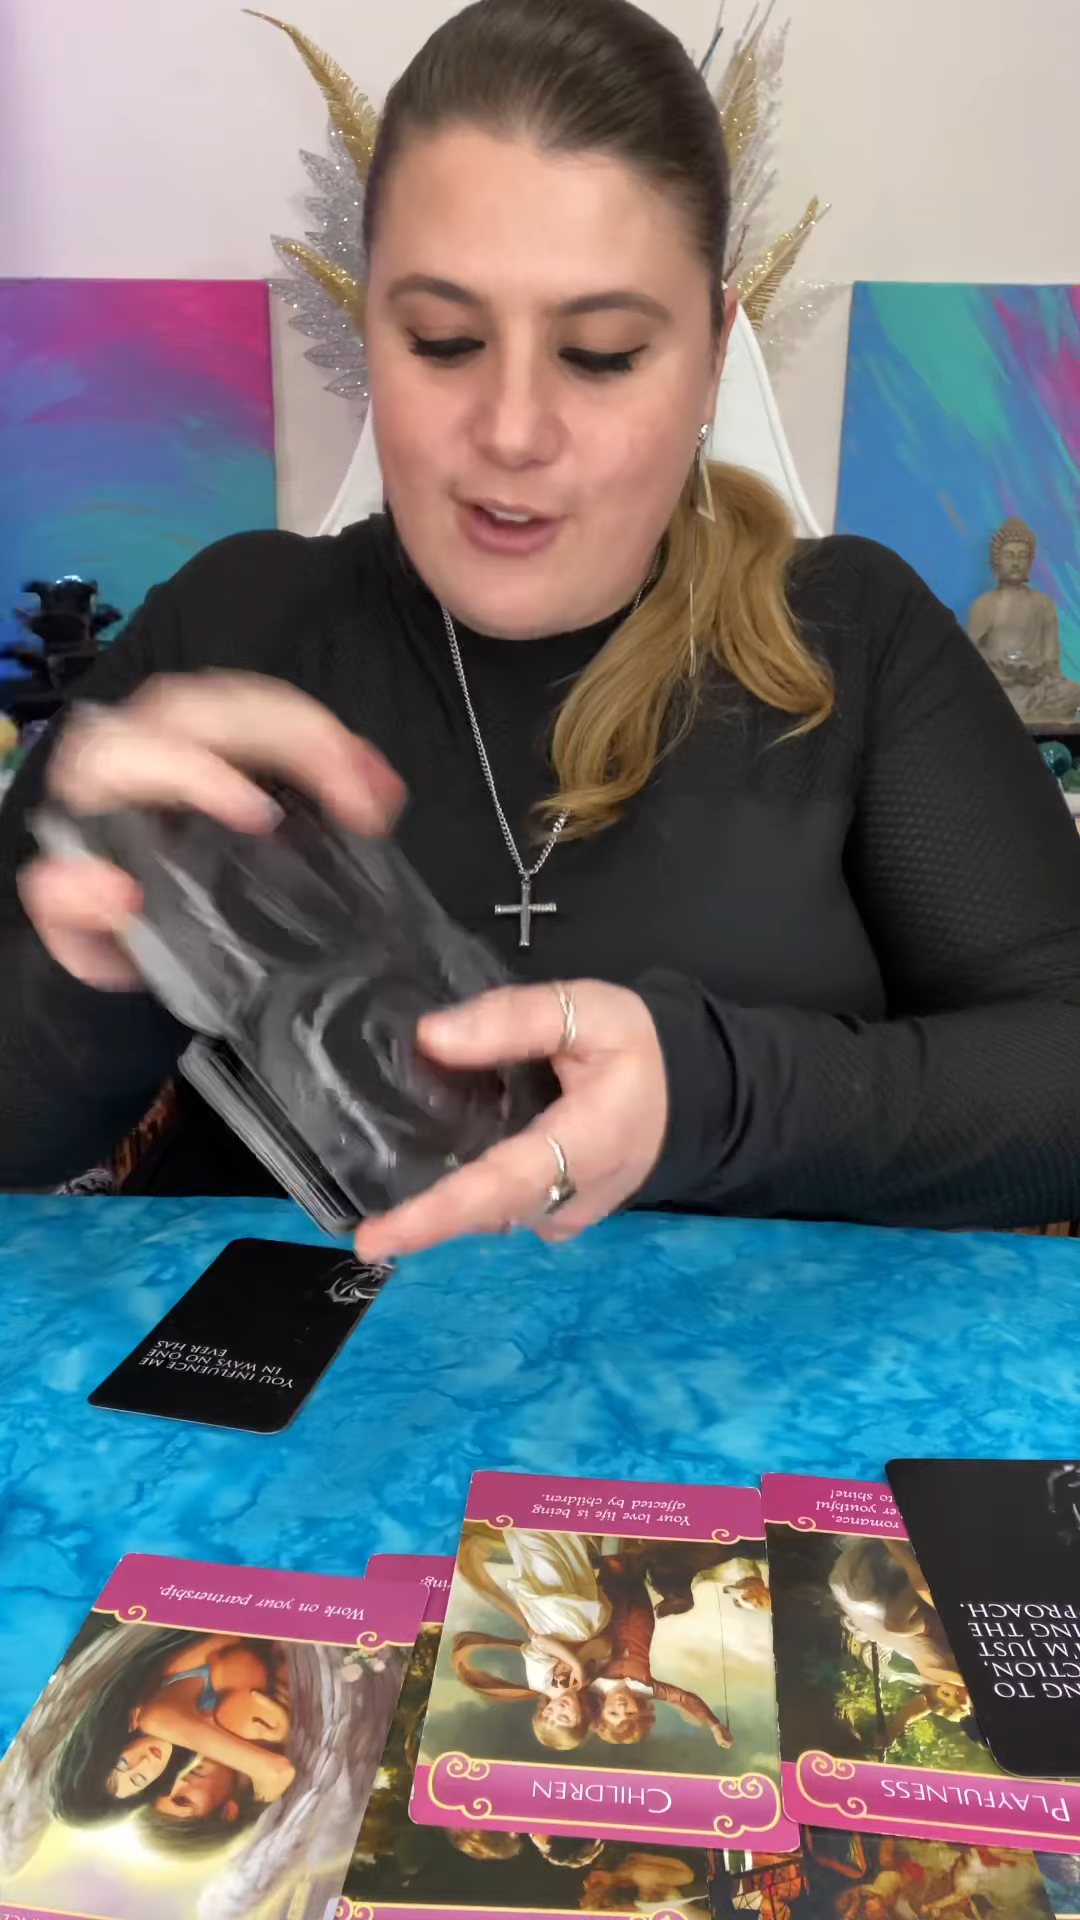 YOU INFLUENCE ME
IN WAYS NO ONE
EVER HAS
Your love life is being
affected by children.
CHILDREN
romance,
to shine!
PLAYFULNESS
Work on your partnership.
NG TO
CTION,
I'M JUST
ING THE
PROACH.